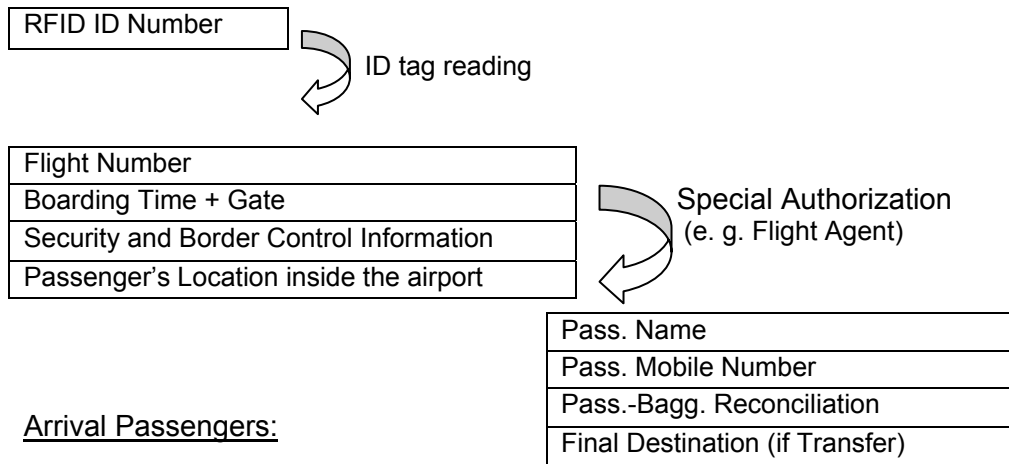 RFID ID Number
ID tag reading
Flight Number
Boarding Time + Gate
Security and Border Control Information
Passenger's Location inside the airport
Special Authorization
(e. g. Flight Agent)
Pass. Name
Pass. Mobile Number
Pass.-Bagg. Reconciliation
Final Destination (if Transfer)
Arrival Passengers: